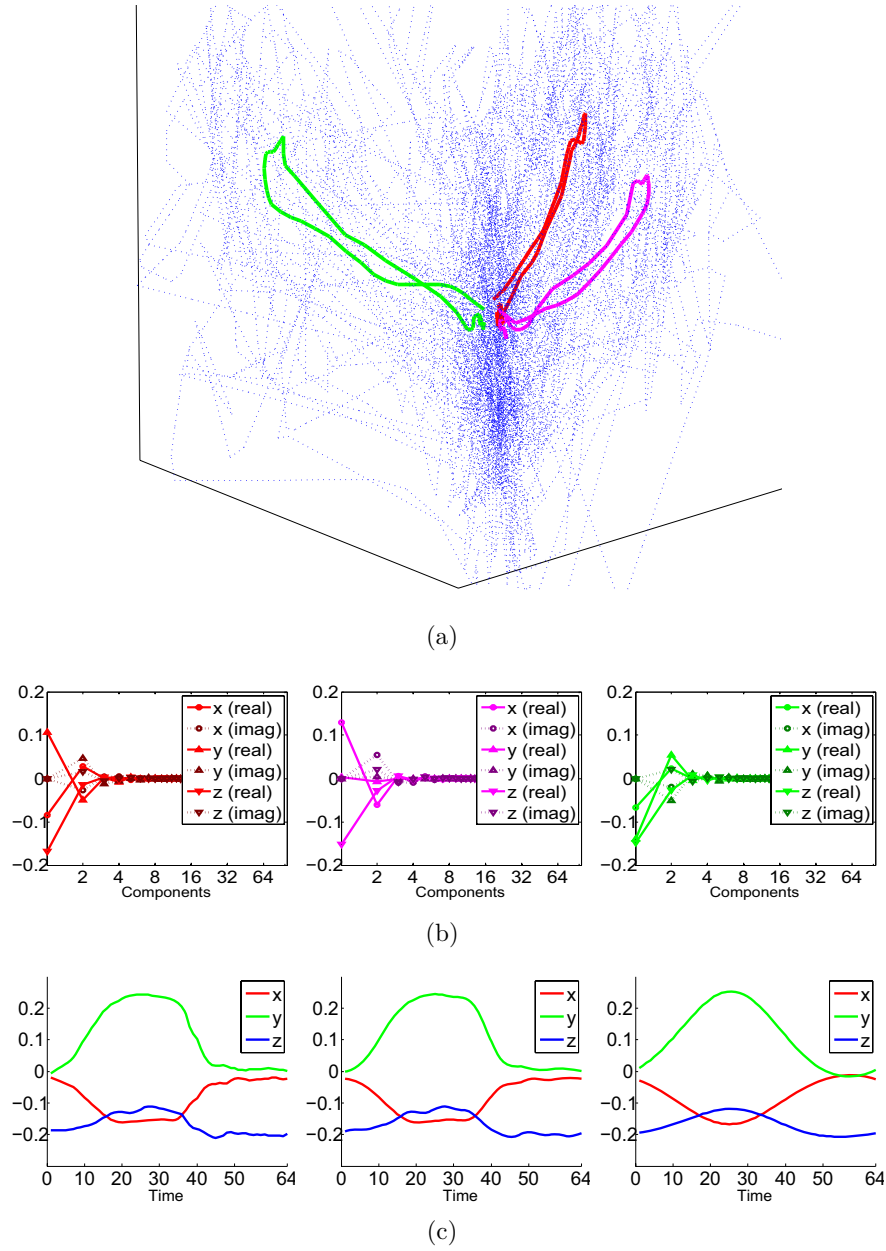 (a)
0.2
0.1
0
−0.1
−0.2
2 4 8 16 32 64
Components
x (real)
x (imag)
y (real)
y (imag)
z (real)
z (imag)
0.2
0.1
0
−0.1
−0.2
2 4 8 16 32 64
Components
x (real)
x (imag)
y (real)
y (imag)
z (real)
z (imag)
0.2
0.1
0
−0.1
−0.2
2 4 8 16 32 64
Components
x (real)
x (imag)
y (real)
y (imag)
z (real)
z (imag)
(b)
0.2
0.1
0
−0.1
−0.2
0 10 20 30 40 50 64
Time
x
y
z
0.2
0.1
0
−0.1
−0.2
0 10 20 30 40 50 64
Time
x
y
z
0.2
0.1
0
−0.1
−0.2
0 10 20 30 40 50 64
Time
x
y
z
(c)